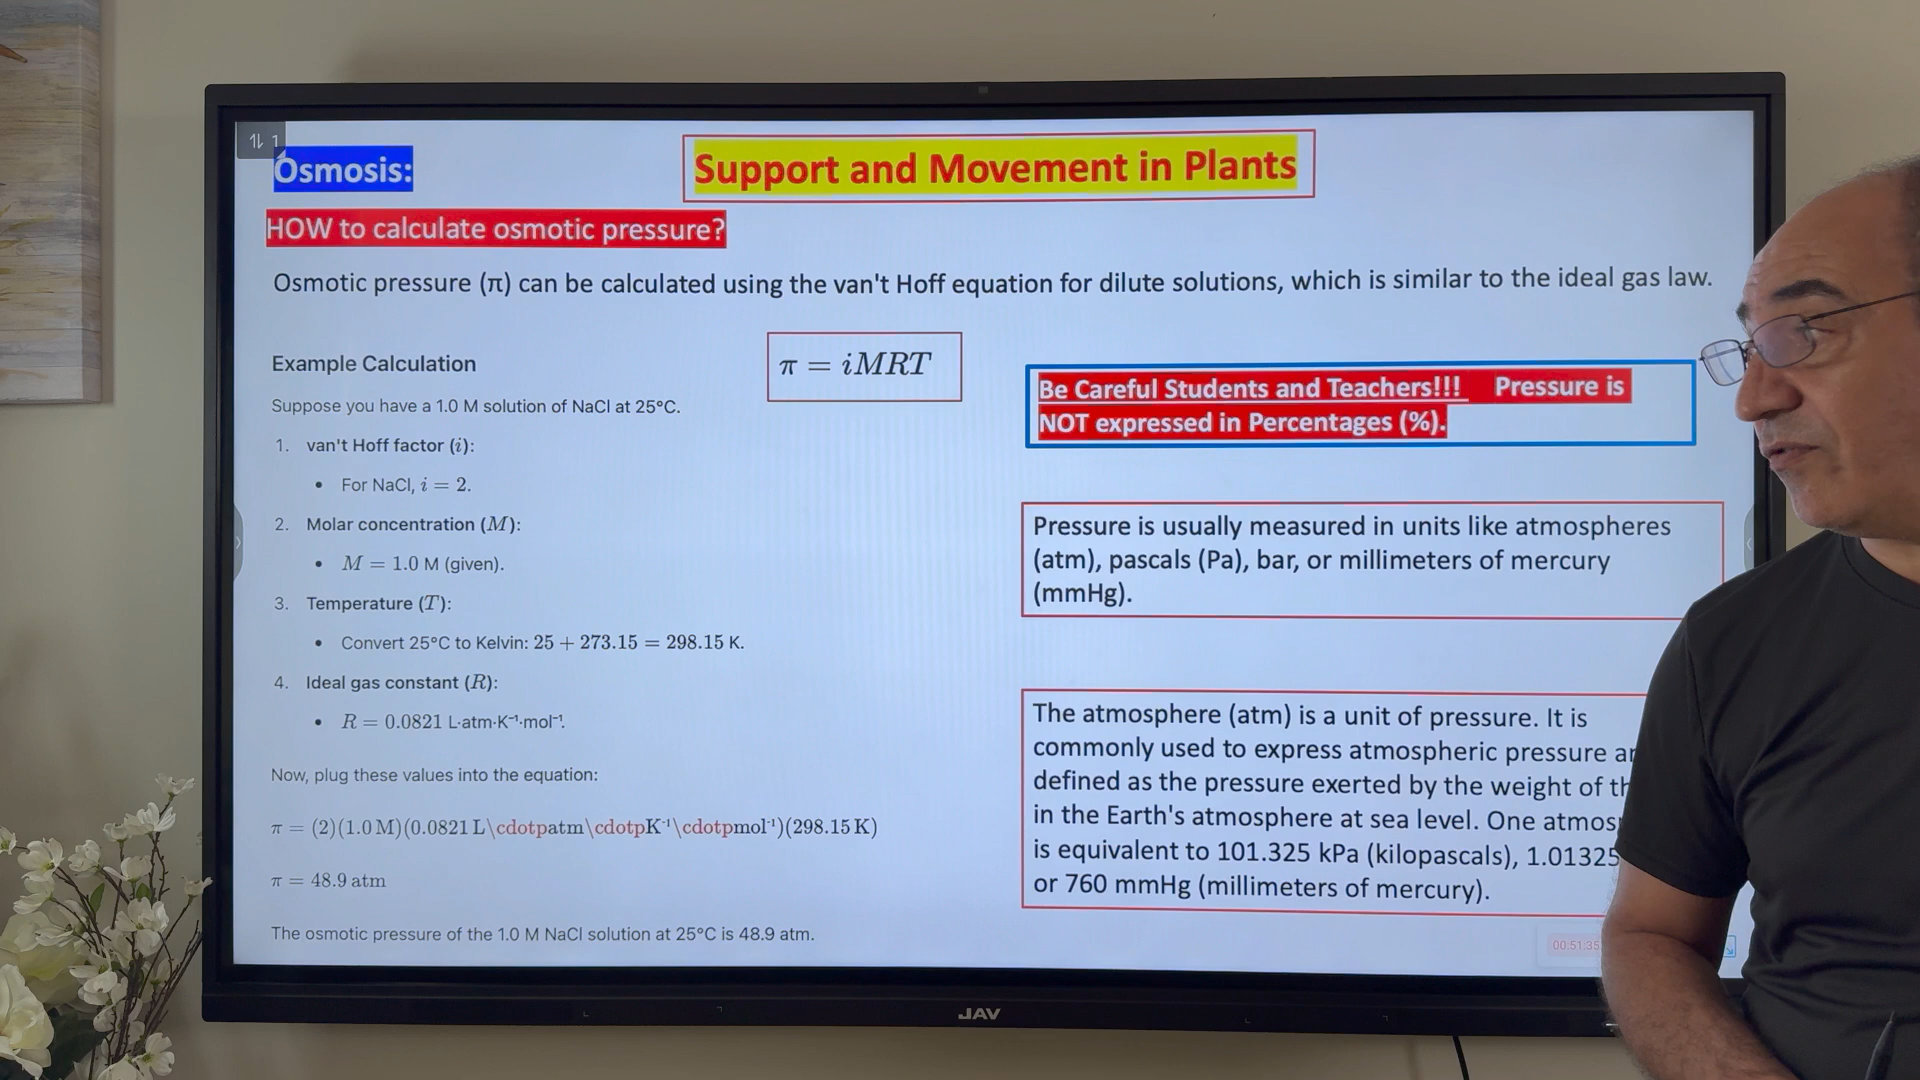 1
Osmosis:
Support and Movement in Plants
HOW to calculate osmotic pressure?
Osmotic pressure (π) can be calculated using the van't Hoff equation for dilute solutions, which is similar to the ideal gas law.
π = iMRT
Example Calculation
Suppose you have a 1.0 M solution of NaCl at 25°C.
1. van't Hoff factor (i):
• For NaCl, i = 2.
2. Molar concentration (M):
• M = 1.0 M (given).
3. Temperature (T):
• Convert 25°C to Kelvin: 25 + 273.15 = 298.15 K.
4. Ideal gas constant (R):
• R = 0.0821 L·atm·K⁻¹·mol⁻¹.
Now, plug these values into the equation:
π = (2)(1.0 M)(0.0821 L\cdotpatm\cdotpK⁻¹\cdotpmol⁻¹)(298.15 K)
π = 48.9 atm
The osmotic pressure of the 1.0 M NaCl solution at 25°C is 48.9 atm.
Be Careful Students and Teachers!!! Pressure is
NOT expressed in Percentages (%).
Pressure is usually measured in units like atmospheres
(atm), pascals (Pa), bar, or millimeters of mercury
(mmHg).
The atmosphere (atm) is a unit of pressure. It is
commonly used to express atmospheric pressure
defined as the pressure exerted by the weight of
in the Earth's atmosphere at sea level. One
is equivalent to 101.325 kPa (kilopascals), 1.01325
or 760 mmHg (millimeters of mercury).
00:51:35
JAV